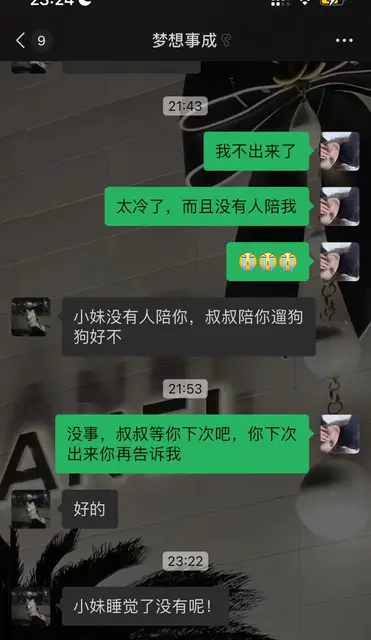 23:24
9
梦想事成
21:43
我不出来了
太冷了，而且没有人陪我
😭😭😭
小妹没有人陪你，叔叔陪你遛狗
狗好不
21:53
没事，叔叔等你下次吧，你下次
出来你再告诉我
好的
23:22
小妹睡觉了没有呢！